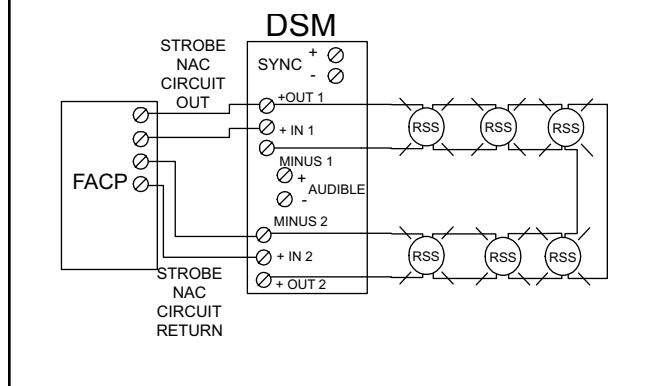 DSM
STROBE
NAC
CIRCUIT
OUT
SYNC
+
-
+OUT 1
+ IN 1
MINUS 1
+
AUDIBLE
-
MINUS 2
+ IN 2
+ OUT 2
FACP
STROBE
NAC
CIRCUIT
RETURN
RSS RSS RSS
RSS RSS RSS